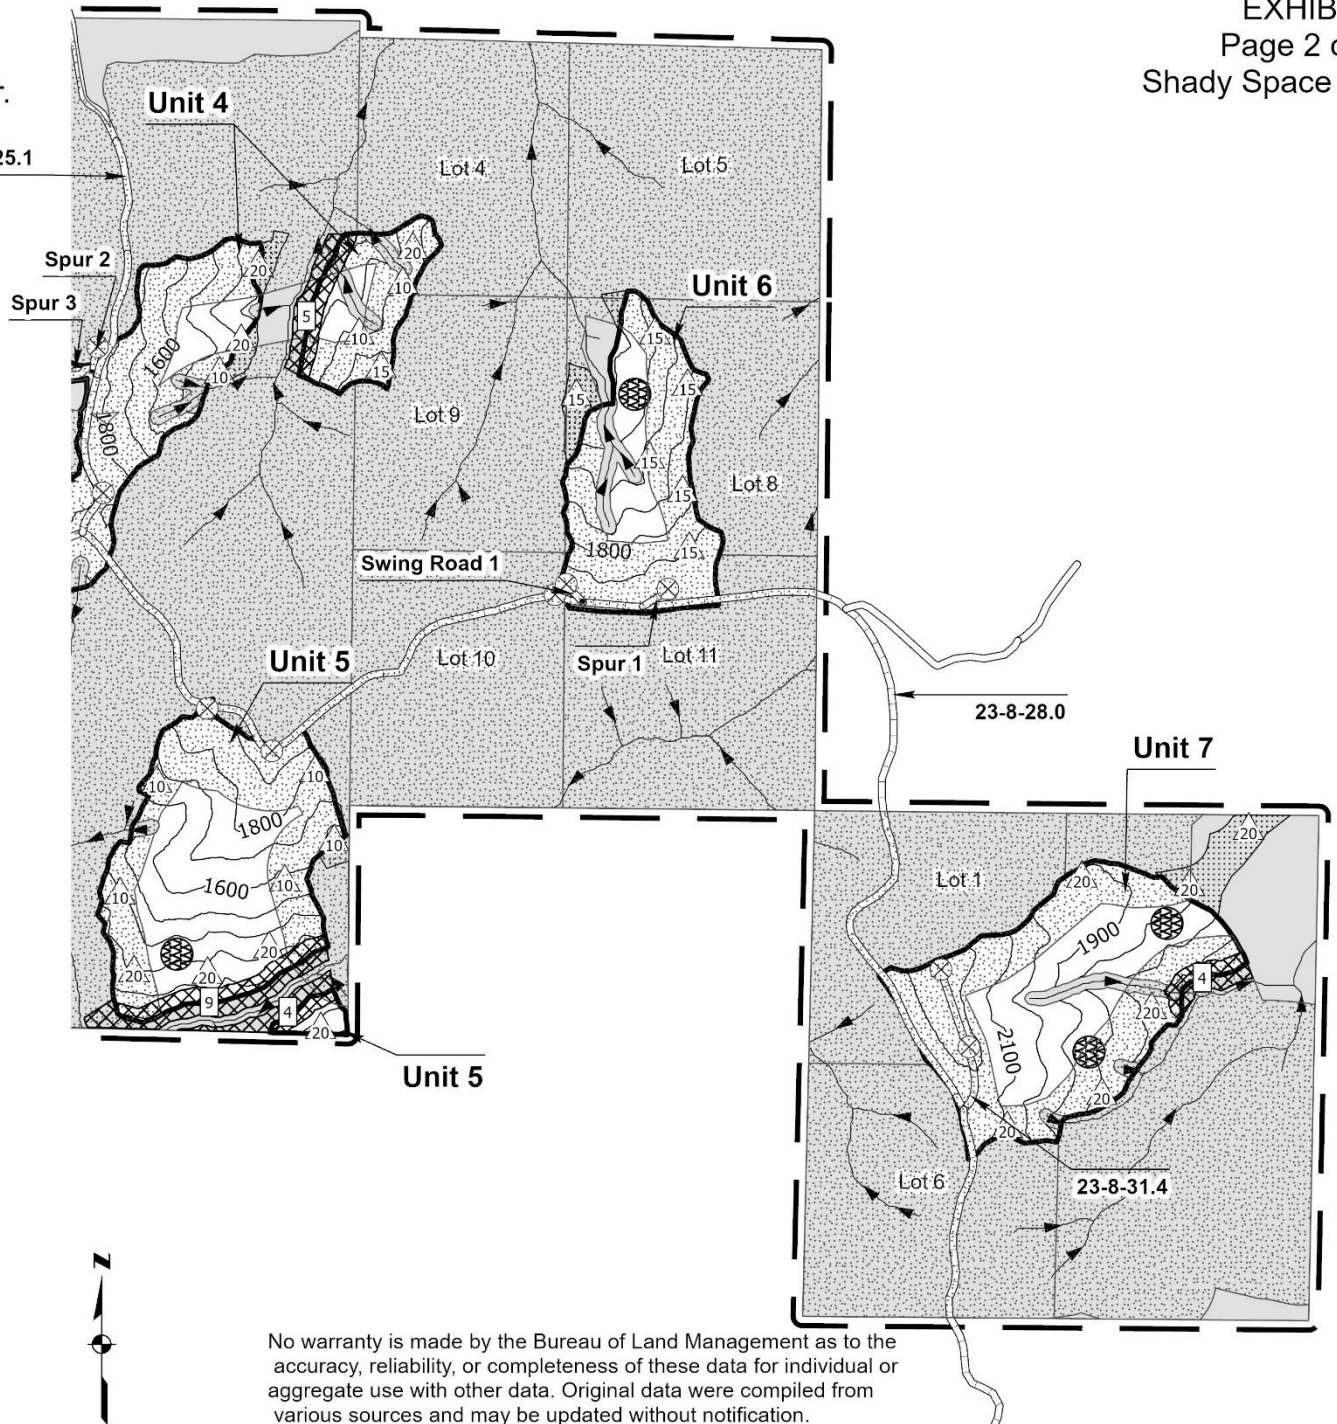 EXHIB
Page 2 o
Shady Space
r.
25.1
Unit 4
Lot 4
Lot 5
Spur 2
Spur 3
20
20
10
5
10
15
20
10
1600
1800
Unit 6
15
15
15
15
15
15
1800
Lot 9
Lot 8
Swing Road 1
Spur 1
Lot 10
Lot 11
Unit 5
10
10
10
10
10
1800
1600
20
20
20
9
4
20
Unit 5
23-8-28.0
Unit 7
20
20
20
Lot 1
1900
4
20
2100
20
20
Lot 6
23-8-31.4
N
No warranty is made by the Bureau of Land Management as to the
accuracy, reliability, or completeness of these data for individual or
aggregate use with other data. Original data were compiled from
various sources and may be updated without notification.